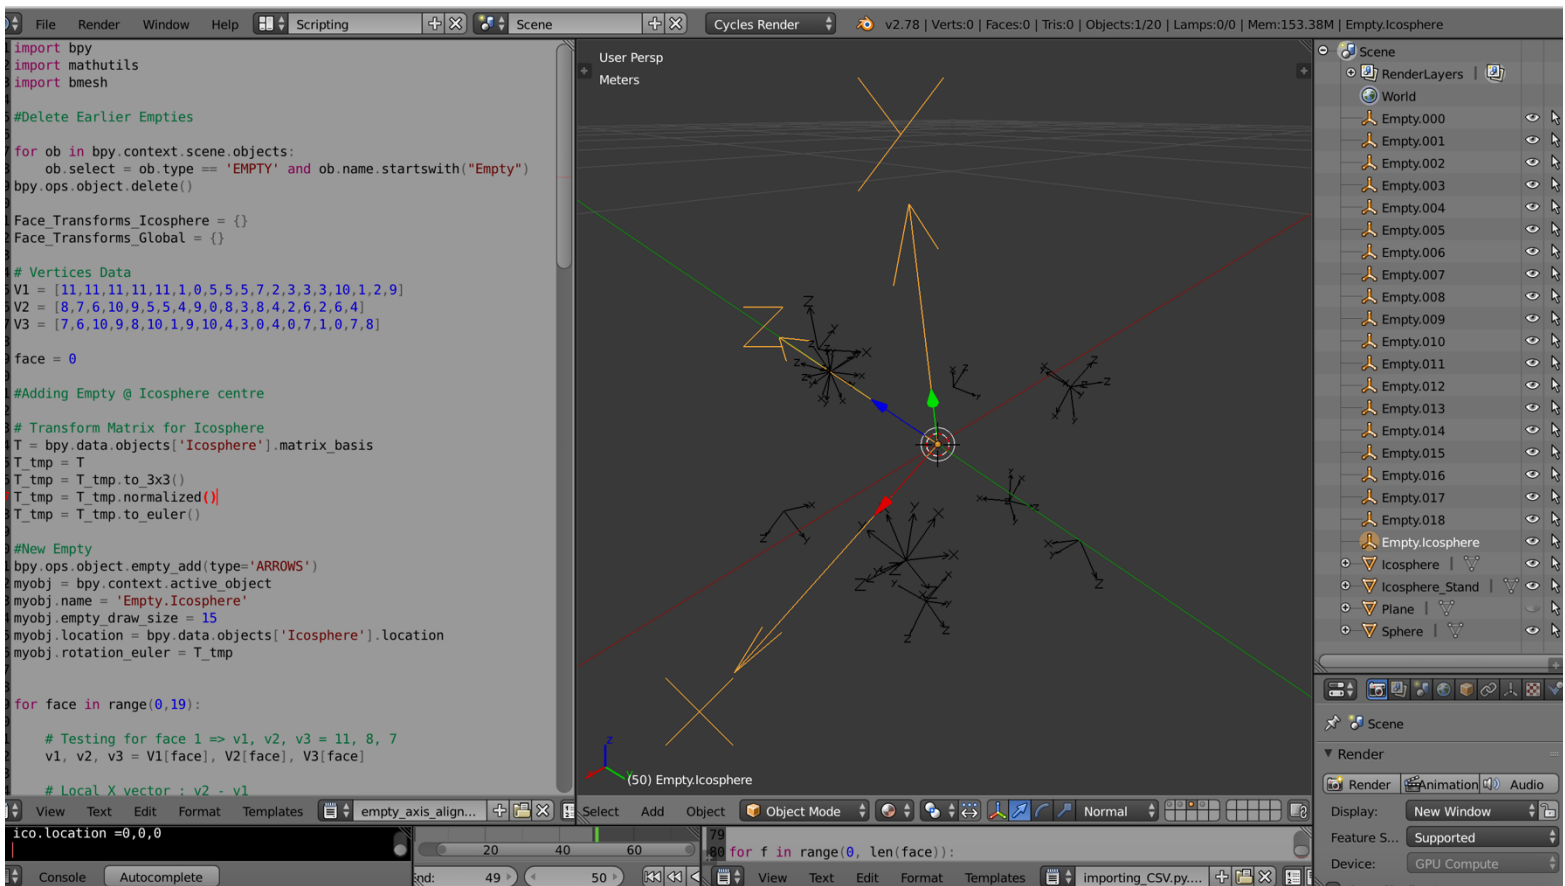 File Render Window Help Scripting Scene Cycles Render v2.78 | Verts:0 | Faces:0 | Tris:0 | Objects:1/20 | Lamps:0/0 | Mem:153.38M | Empty.Icosphere
import bpy
import mathutils
import bmesh
#Delete Earlier Empties
for ob in bpy.context.scene.objects:
ob.select = ob.type == 'EMPTY' and ob.name.startswith("Empty")
bpy.ops.object.delete()
Face_Transforms_Icosphere = {}
Face_Transforms_Global = {}
# Vertices Data
V1 = [11,11,11,11,11,1,0,5,5,5,7,2,3,3,3,10,1,2,9]
V2 = [8,7,6,10,9,5,5,4,9,0,8,3,8,4,2,6,2,6,4]
V3 = [7,6,10,9,8,10,1,9,10,4,3,0,4,0,7,1,0,7,8]
face = 0
#Adding Empty @ Icosphere centre
# Transform Matrix for Icosphere
T = bpy.data.objects['Icosphere'].matrix_basis
T_tmp = T
T_tmp = T_tmp.to_3x3()
T_tmp = T_tmp.normalized()
T_tmp = T_tmp.to_euler()
#New Empty
bpy.ops.object.empty_add(type='ARROWS')
myobj = bpy.context.active_object
myobj.name = 'Empty.Icosphere'
myobj.empty_draw_size = 15
myobj.location = bpy.data.objects['Icosphere'].location
myobj.rotation_euler = T_tmp
for face in range(0,19):
# Testing for face 1 => v1, v2, v3 = 11, 8, 7
v1, v2, v3 = V1[face], V2[face], V3[face]
# Local X vector : v2 - v1
View Text Edit Format Templates empty_axis_align...
User Persp
Meters
Y
Z
X
z
(50) Empty.Icosphere
Select Add Object Object Mode Normal
Scene
RenderLayers
World
Empty.000
Empty.001
Empty.002
Empty.003
Empty.004
Empty.005
Empty.006
Empty.007
Empty.008
Empty.009
Empty.010
Empty.011
Empty.012
Empty.013
Empty.014
Empty.015
Empty.016
Empty.017
Empty.018
Empty.Icosphere
Icosphere
Icosphere_Stand
Plane
Sphere
Scene
Render
Render Animation Audio
Display: New Window
Feature S... Supported
Device: GPU Compute
ico.location =0,0,0
Console Autocomplete
20 40 60
End: 49 50
79
80 for f in range(0, len(face)):
View Text Edit Format Templates importing_CSV.py....